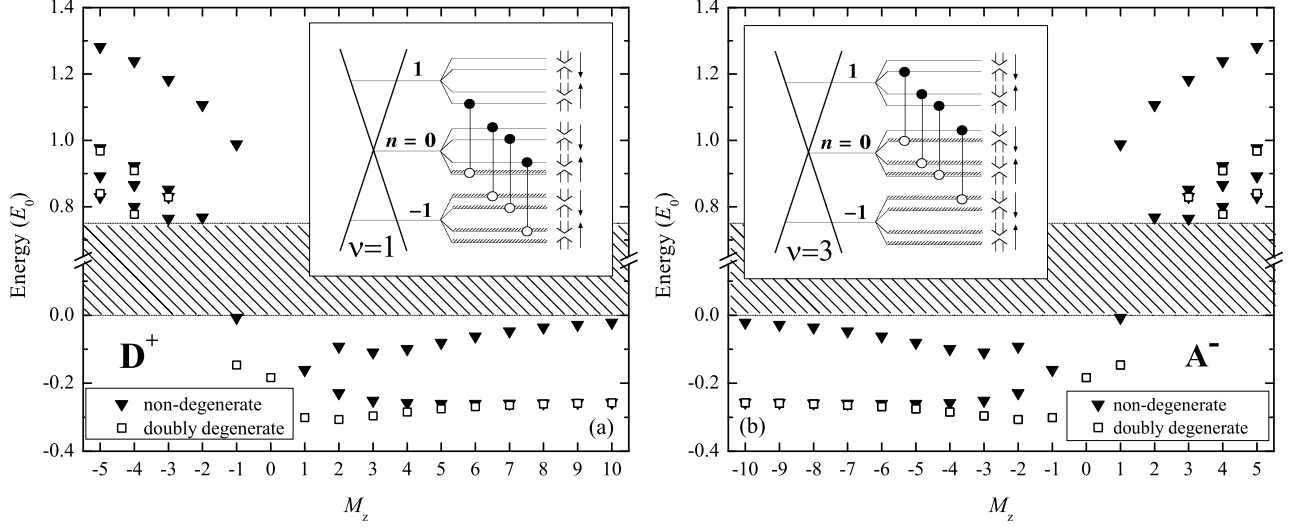 1.4
1.2
1.0
0.8
0.0
-0.2
-0.4
Energy (E₀)
1
n = 0
−1
ν=1
D⁺
non-degenerate
doubly degenerate
(a)
-5 -4 -3 -2 -1 0 1 2 3 4 5 6 7 8 9 10
M_z
1.4
1.2
1.0
0.8
0.0
-0.2
-0.4
Energy (E₀)
1
n = 0
−1
ν=3
A⁻
(b)
non-degenerate
doubly degenerate
-10 -9 -8 -7 -6 -5 -4 -3 -2 -1 0 1 2 3 4 5
M_z